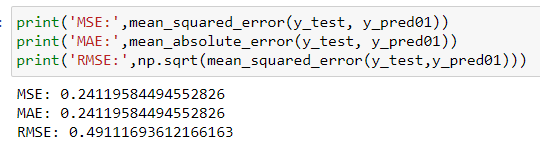 print('MSE:',mean_squared_error(y_test, y_pred01))
print('MAE:',mean_absolute_error(y_test, y_pred01))
print('RMSE:',np.sqrt(mean_squared_error(y_test,y_pred01)))
MSE: 0.24119584494552826
MAE: 0.24119584494552826
RMSE: 0.49111693612166163